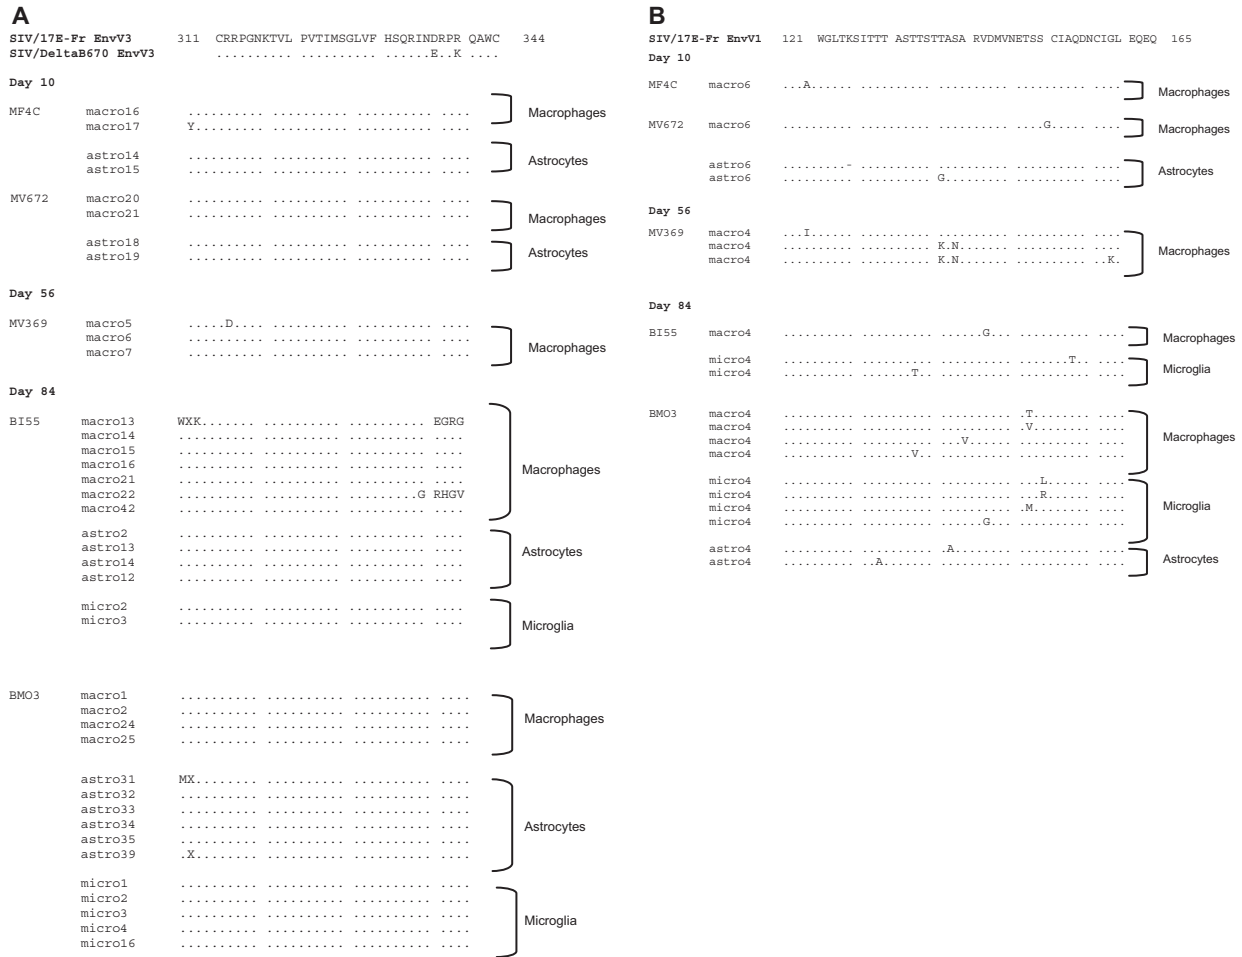 A
SIV/17E-Fr EnvV3 311 CRRPGNKTVL PVTIMSGLVF HSQRINDRPR QAWC 344
SIV/DeltaB670 EnvV3 .......... .......... ......E..K ....
Day 10
MF4C macro16 .......... .......... .......... ....
Macrophages
macro17 Y......... .......... .......... ....
astro14 .......... .......... .......... ....
Astrocytes
astro15 .......... .......... .......... ....
MV672 macro20 .......... .......... .......... ....
macro21 .......... .......... .......... ....
Macrophages
astro18 .......... .......... .......... ....
Astrocytes
astro19 .......... .......... .......... ....
Day 56
MV369 macro5 .....D.... .......... .......... ....
macro6 .......... .......... .......... ....
macro7 .......... .......... .......... ....
Macrophages
Day 84
BI55 macro13 WXK....... .......... .......... EGRG
macro14 .......... .......... .......... ....
macro15 .......... .......... .......... ....
macro16 .......... .......... .......... ....
Macrophages
macro21 .......... .......... .......... ....
macro22 .......... .......... .........G RHGV
macro42 .......... .......... .......... ....
astro2 .......... .......... .......... ....
astro13 .......... .......... .......... ....
Astrocytes
astro14 .......... .......... .......... ....
astro12 .......... .......... .......... ....
micro2 .......... .......... .......... ....
micro3 .......... .......... .......... ....
Microglia
BMO3 macro1 .......... .......... .......... ....
macro2 .......... .......... .......... ....
Macrophages
macro24 .......... .......... .......... ....
macro25 .......... .......... .......... ....
astro31 MX........ .......... .......... ....
astro32 .......... .......... .......... ....
astro33 .......... .......... .......... ....
astro34 .......... .......... .......... ....
Astrocytes
astro35 .......... .......... .......... ....
astro39 .X........ .......... .......... ....
micro1 .......... .......... .......... ....
micro2 .......... .......... .......... ....
micro3 .......... .......... .......... ....
Microglia
micro4 .......... .......... .......... ....
micro16 .......... .......... .......... ....
B
SIV/17E-Fr EnvV1 121 WGLTKSITTT ASTTSTTASA RVDMVNETSS CIAQDNCIGL EQEQ 165
Day 10
MF4C macro6 ...A...... .......... .......... .......... ....
Macrophages
MV672 macro6 .......... .......... .......... ....G..... ....
Macrophages
astro6 .........- .......... .......... .......... ....
Astrocytes
astro6 .......... .......... G......... .......... ....
Day 56
MV369 macro4 ...I...... .......... .......... .......... ....
macro4 .......... .......... K.N....... .......... ....
Macrophages
macro4 .......... .......... K.N....... .......... ..K.
Day 84
BI55 macro4 .......... .......... ......G... .......... ....
Macrophages
micro4 .......... .......... .......... .......T.. ....
Microglia
micro4 .......... .......T.. .......... .......... ....
BMO3 macro4 .......... .......... .......... .T........ ....
macro4 .......... .......... .......... .V........ ....
Macrophages
macro4 .......... .......... ...V...... .......... ....
macro4 .......... .......V.. .......... .......... ....
micro4 .......... .......... .......... ...L...... ....
micro4 .......... .......... .......... ...R...... ....
Microglia
micro4 .......... .......... .......... .M........ ....
micro4 .......... .......... ......G... .......... ....
astro4 .......... .......... .A........ .......... ....
Astrocytes
astro4 .......... ..A....... .......... .......... ....